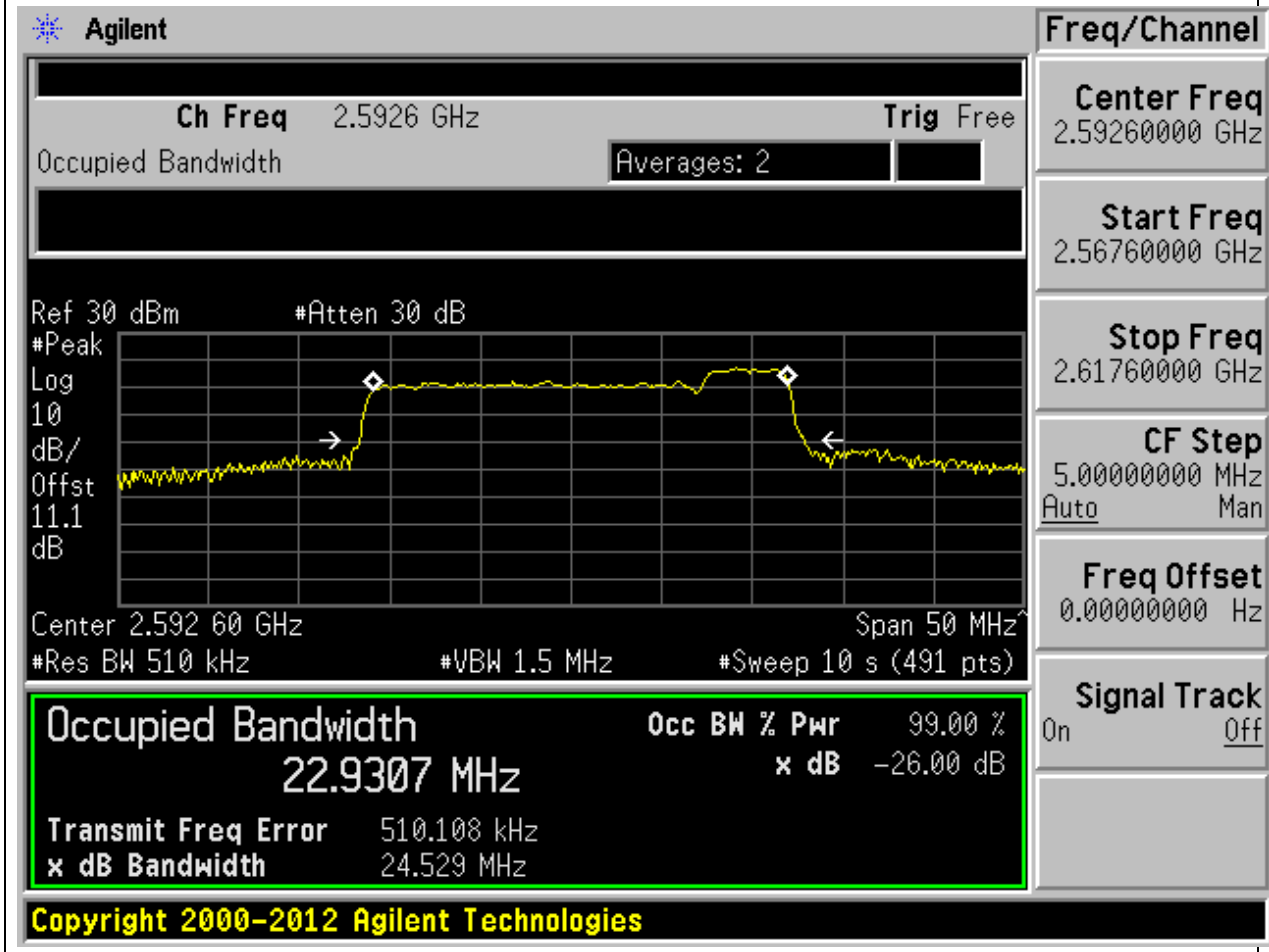 Agilent
Freq/Channel
Ch Freq 2.5926 GHz Trig Free
Occupied Bandwidth Averages: 2
Ref 30 dBm #Atten 30 dB
#Peak
Log
10
dB/
Offst
11.1
dB
Center 2.592 60 GHz Span 50 MHz^
#Res BW 510 kHz #VBW 1.5 MHz #Sweep 10 s (491 pts)
Occupied Bandwidth
22.9307 MHz
Occ BW % Pwr 99.00 %
x dB -26.00 dB
Transmit Freq Error 510.108 kHz
x dB Bandwidth 24.529 MHz
Center Freq
2.59260000 GHz
Start Freq
2.56760000 GHz
Stop Freq
2.61760000 GHz
CF Step
5.00000000 MHz
Auto Man
Freq Offset
0.00000000 Hz
Signal Track
On Off
Copyright 2000-2012 Agilent Technologies